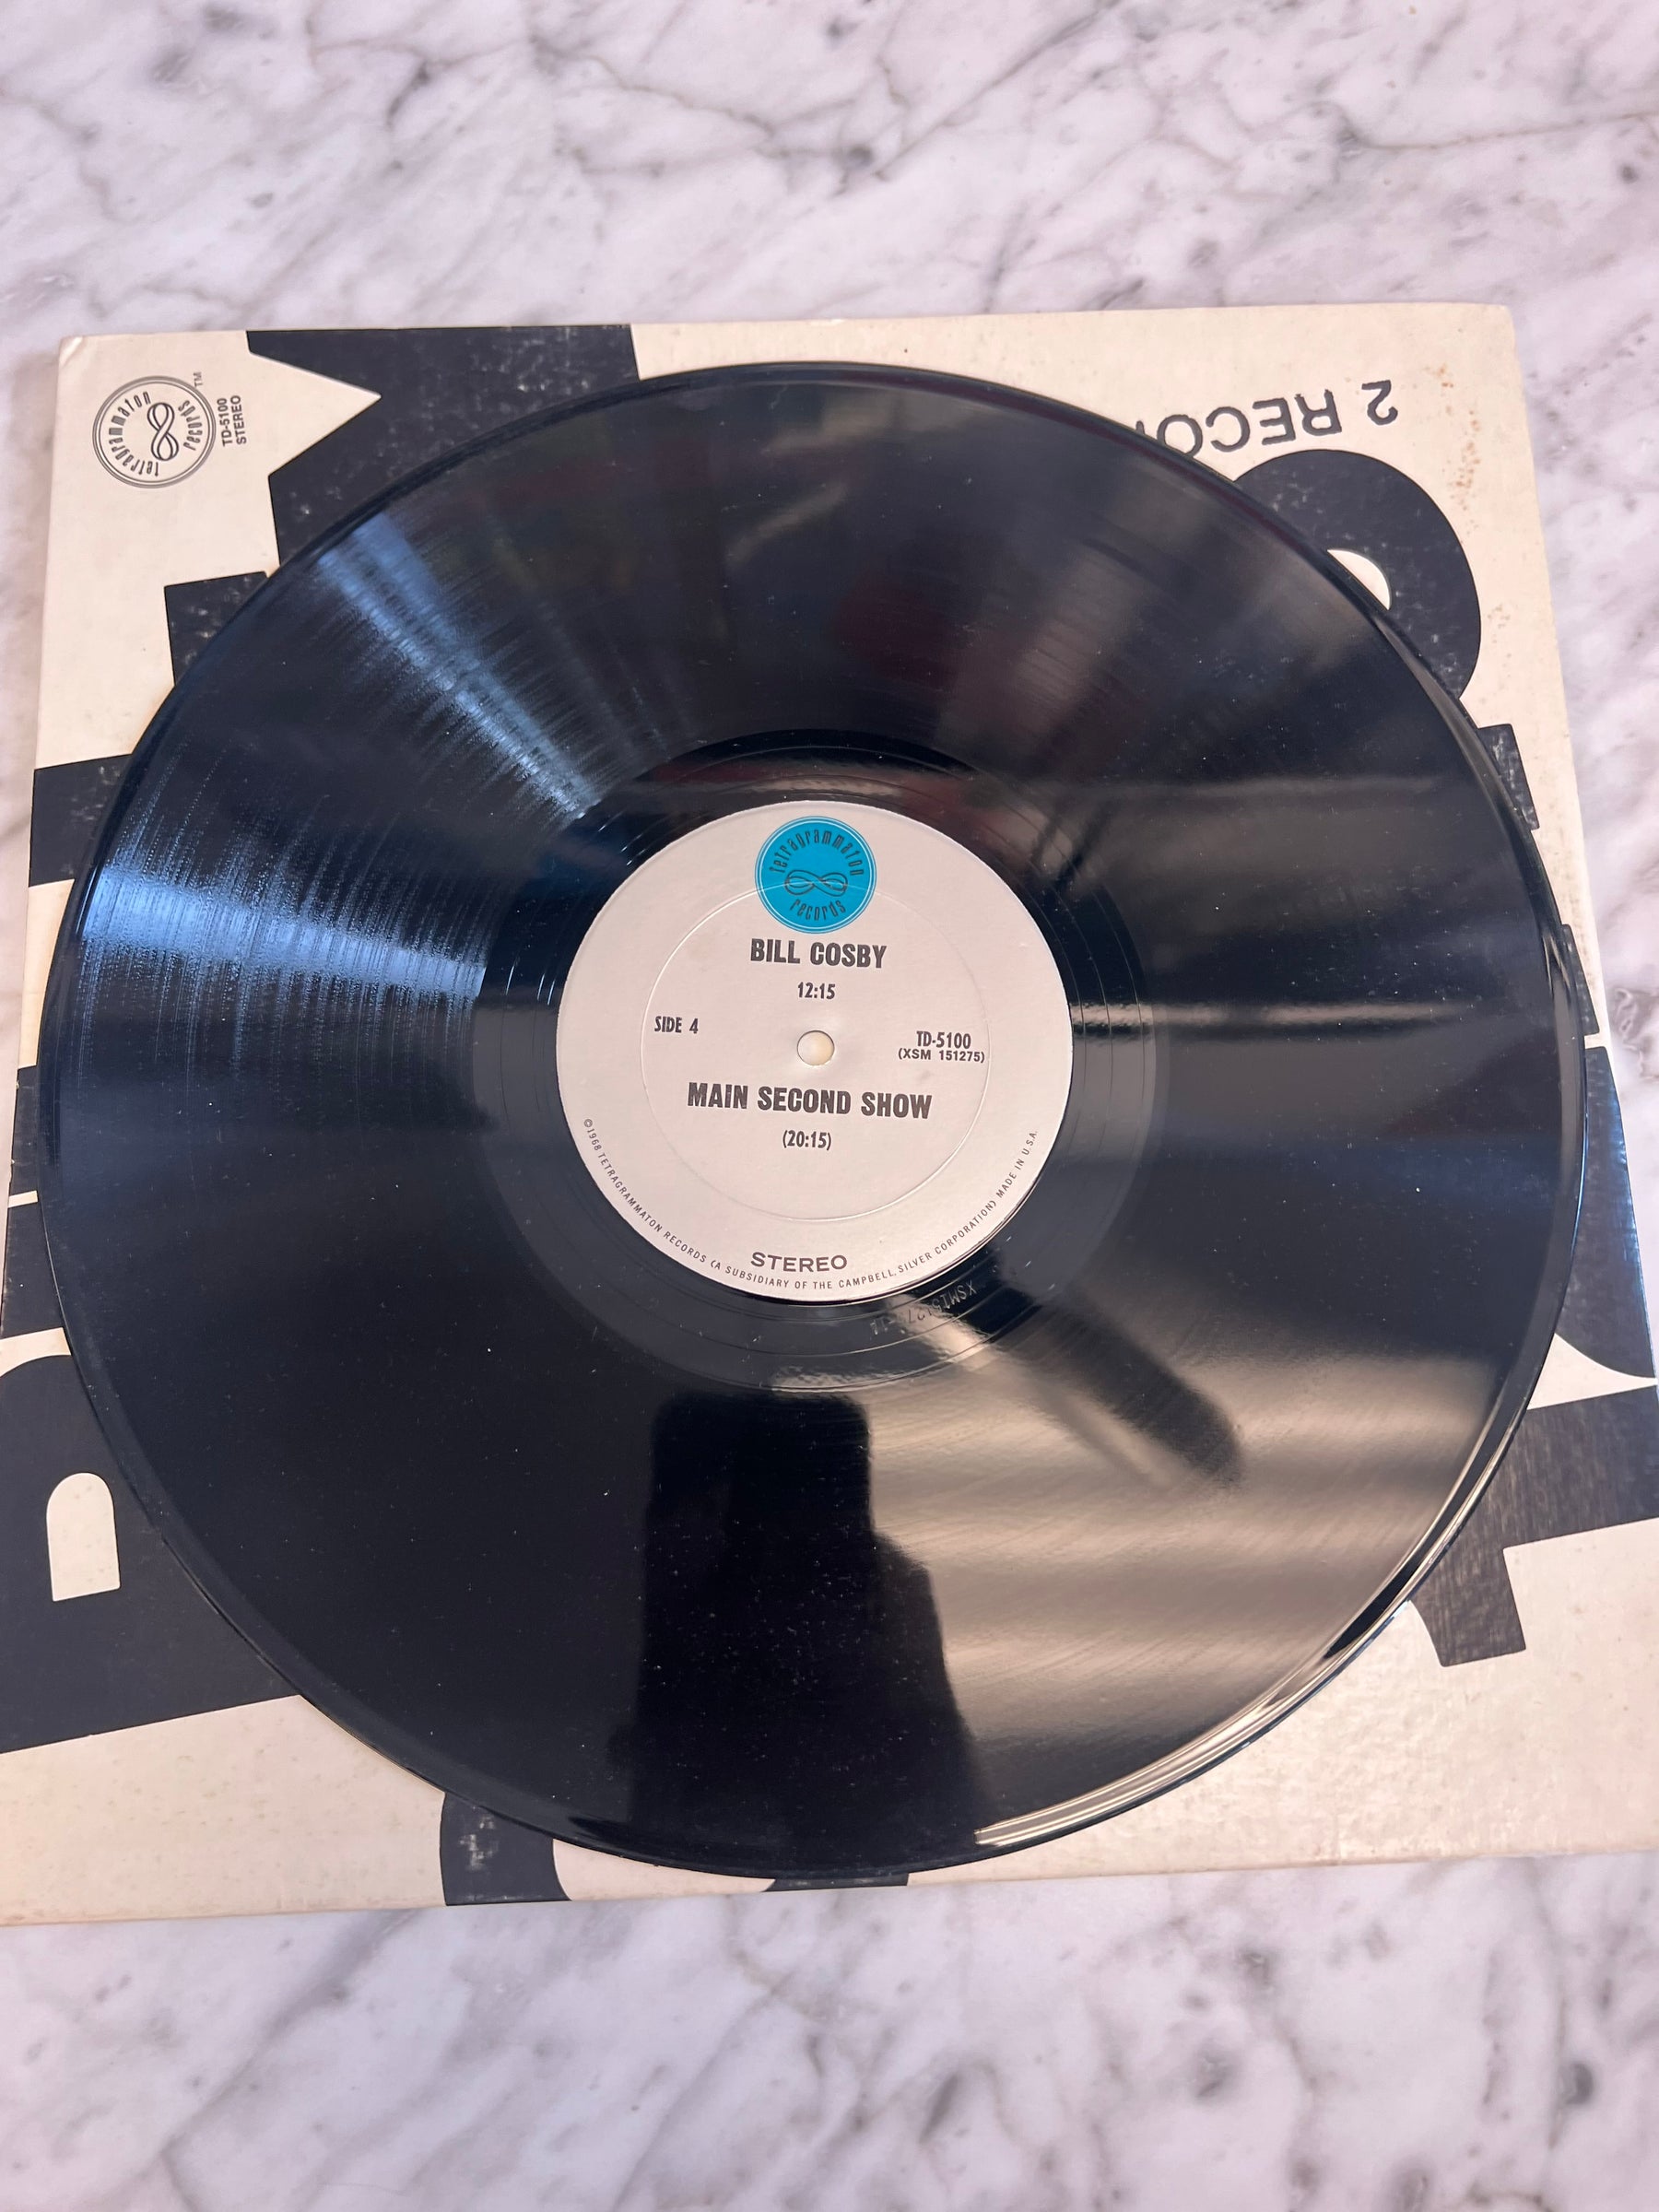 tetragrammaton
records
TM
TD-5100
STEREO
2 RECO
tetragrammaton
records
BILL COSBY
12:15
SIDE 4
TD-5100
(XSM 151275)
MAIN SECOND SHOW
(20:15)
STEREO
©1968 TETRAGRAMMATON RECORDS (A SUBSIDIARY OF THE CAMPBELL, SILVER CORPORATION) MADE IN U.S.A.